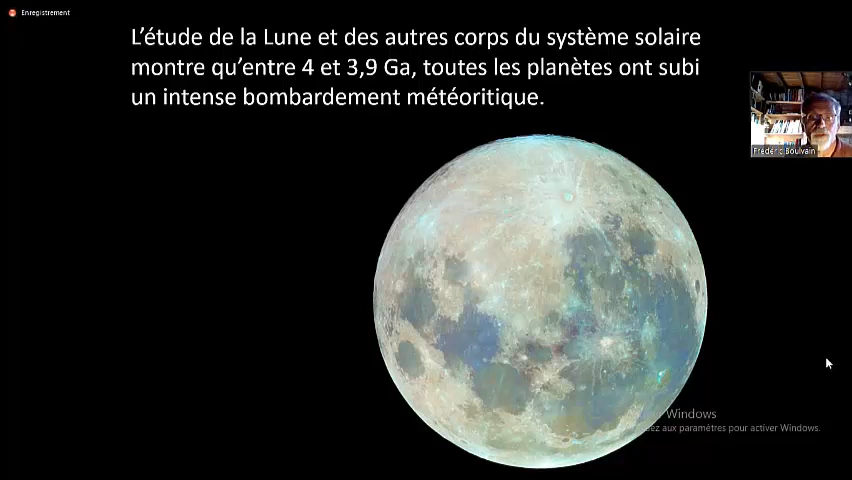 Enregistrement
L'étude de la Lune et des autres corps du système solaire
montre qu'entre 4 et 3,9 Ga, toutes les planètes ont subi
un intense bombardement météoritique.
Frédéric Boulvain
Windows
aux paramètres pour activer Windows.